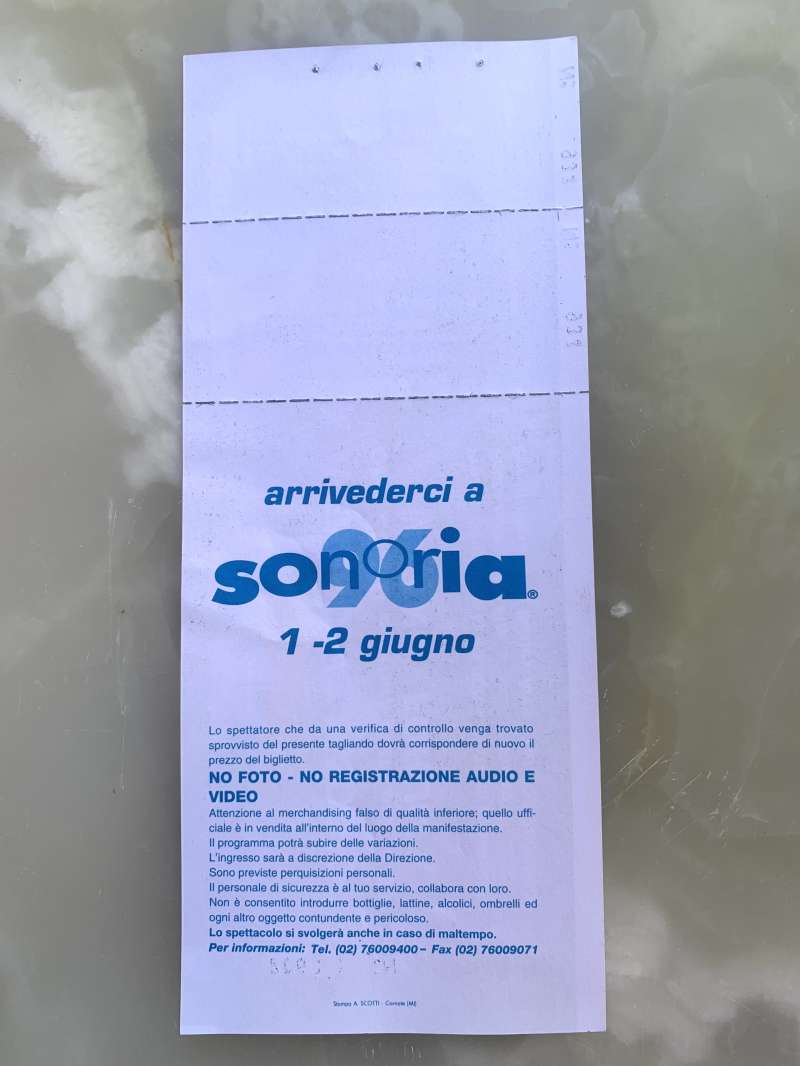 arrivederci a
sonoria 96®
1 -2 giugno
Lo spettatore che da una verifica di controllo venga trovato
sprovvisto del presente tagliando dovrà corrispondere di nuovo il
prezzo del biglietto.
NO FOTO - NO REGISTRAZIONE AUDIO E
VIDEO
Attenzione al merchandising falso di qualità inferiore; quello uffi-
ciale è in vendita all'interno del luogo della manifestazione.
Il programma potrà subire delle variazioni.
L'ingresso sarà a discrezione della Direzione.
Sono previste perquisizioni personali.
Il personale di sicurezza è al tuo servizio, collabora con loro.
Non è consentito introdurre bottiglie, lattine, alcolici, ombrelli ed
ogni altro oggetto contundente e pericoloso.
Lo spettacolo si svolgerà anche in caso di maltempo.
Per informazioni: Tel. (02) 76009400 – Fax (02) 76009071
Stampa A. SCOTTI - Cornate (MI)